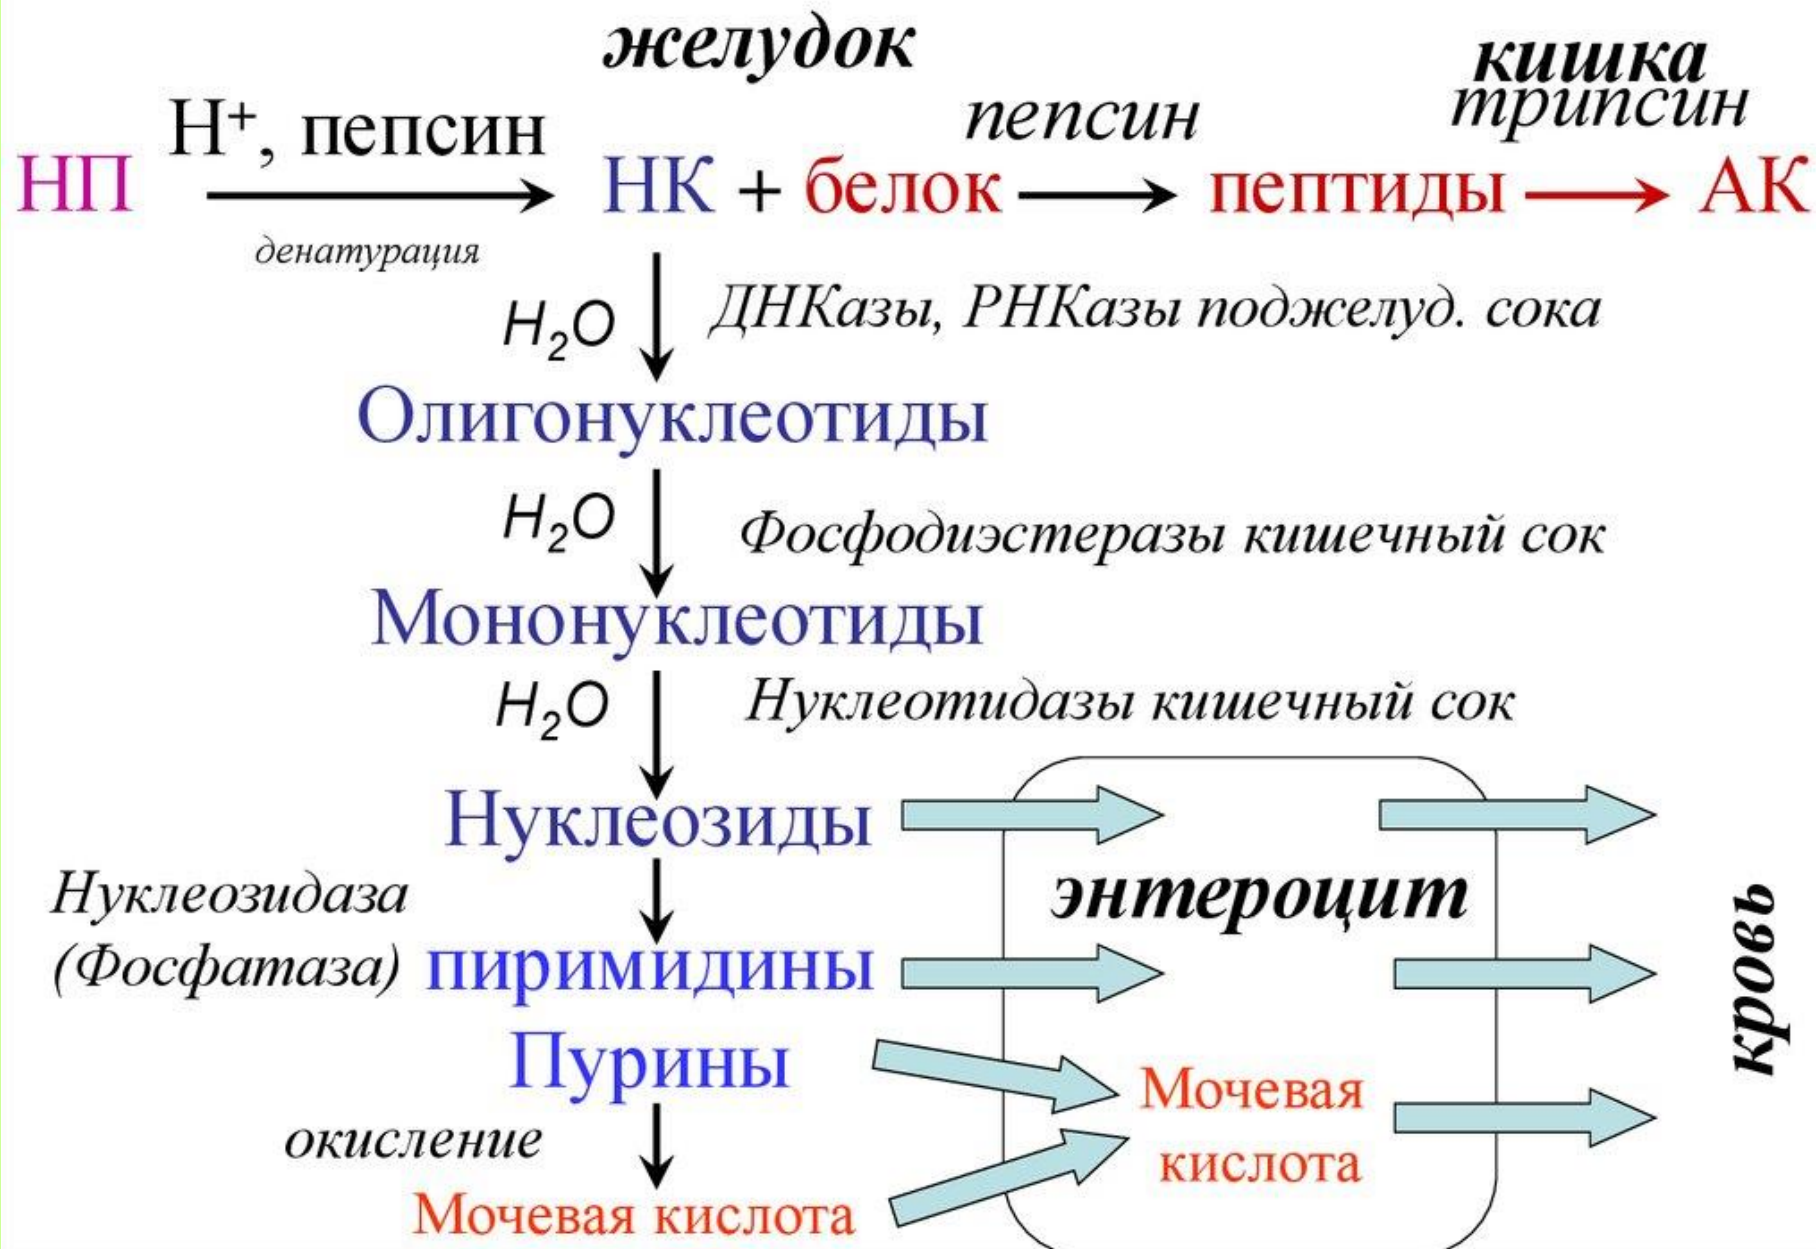 желудок
кишка
H⁺, пепсин
пепсин
трипсин
НП
НК + белок
пептиды
АК
денатурация
H₂O
ДНКазы, РНКазы поджелуд. сока
Олигонуклеотиды
H₂O
Фосфодиэстеразы кишечный сок
Мононуклеотиды
H₂O
Нуклеотидазы кишечный сок
Нуклеозиды
Нуклеозидаза
(Фосфатаза)
энтероцит
кровь
пиримидины
Пурины
окисление
Мочевая
кислота
Мочевая кислота